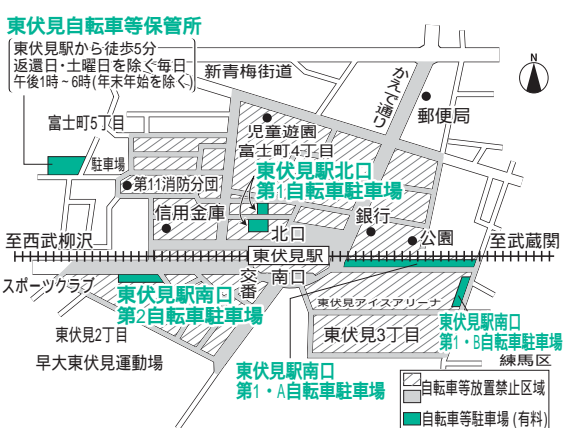 東伏見自転車等保管所
東伏見駅から徒歩5分
返還日・土曜日を除く毎日
午後1時～6時(年末年始を除く)
新青梅街道
かえで通り
N
郵便局
富士町5丁目
児童遊園
富士町4丁目
駐車場
第11消防分団
東伏見駅北口
第1自転車駐車場
信用金庫
銀行
北口
公園
至西武柳沢
至武蔵関
東伏見駅
交番
南口
スポーツクラブ
東伏見駅南口
第2自転車駐車場
東伏見アイスアリーナ
東伏見2丁目
東伏見3丁目
東伏見駅南口
第1・B自転車駐車場
早大東伏見運動場
東伏見駅南口
第1・A自転車駐車場
練馬区
自転車等放置禁止区域
自転車等駐車場(有料)